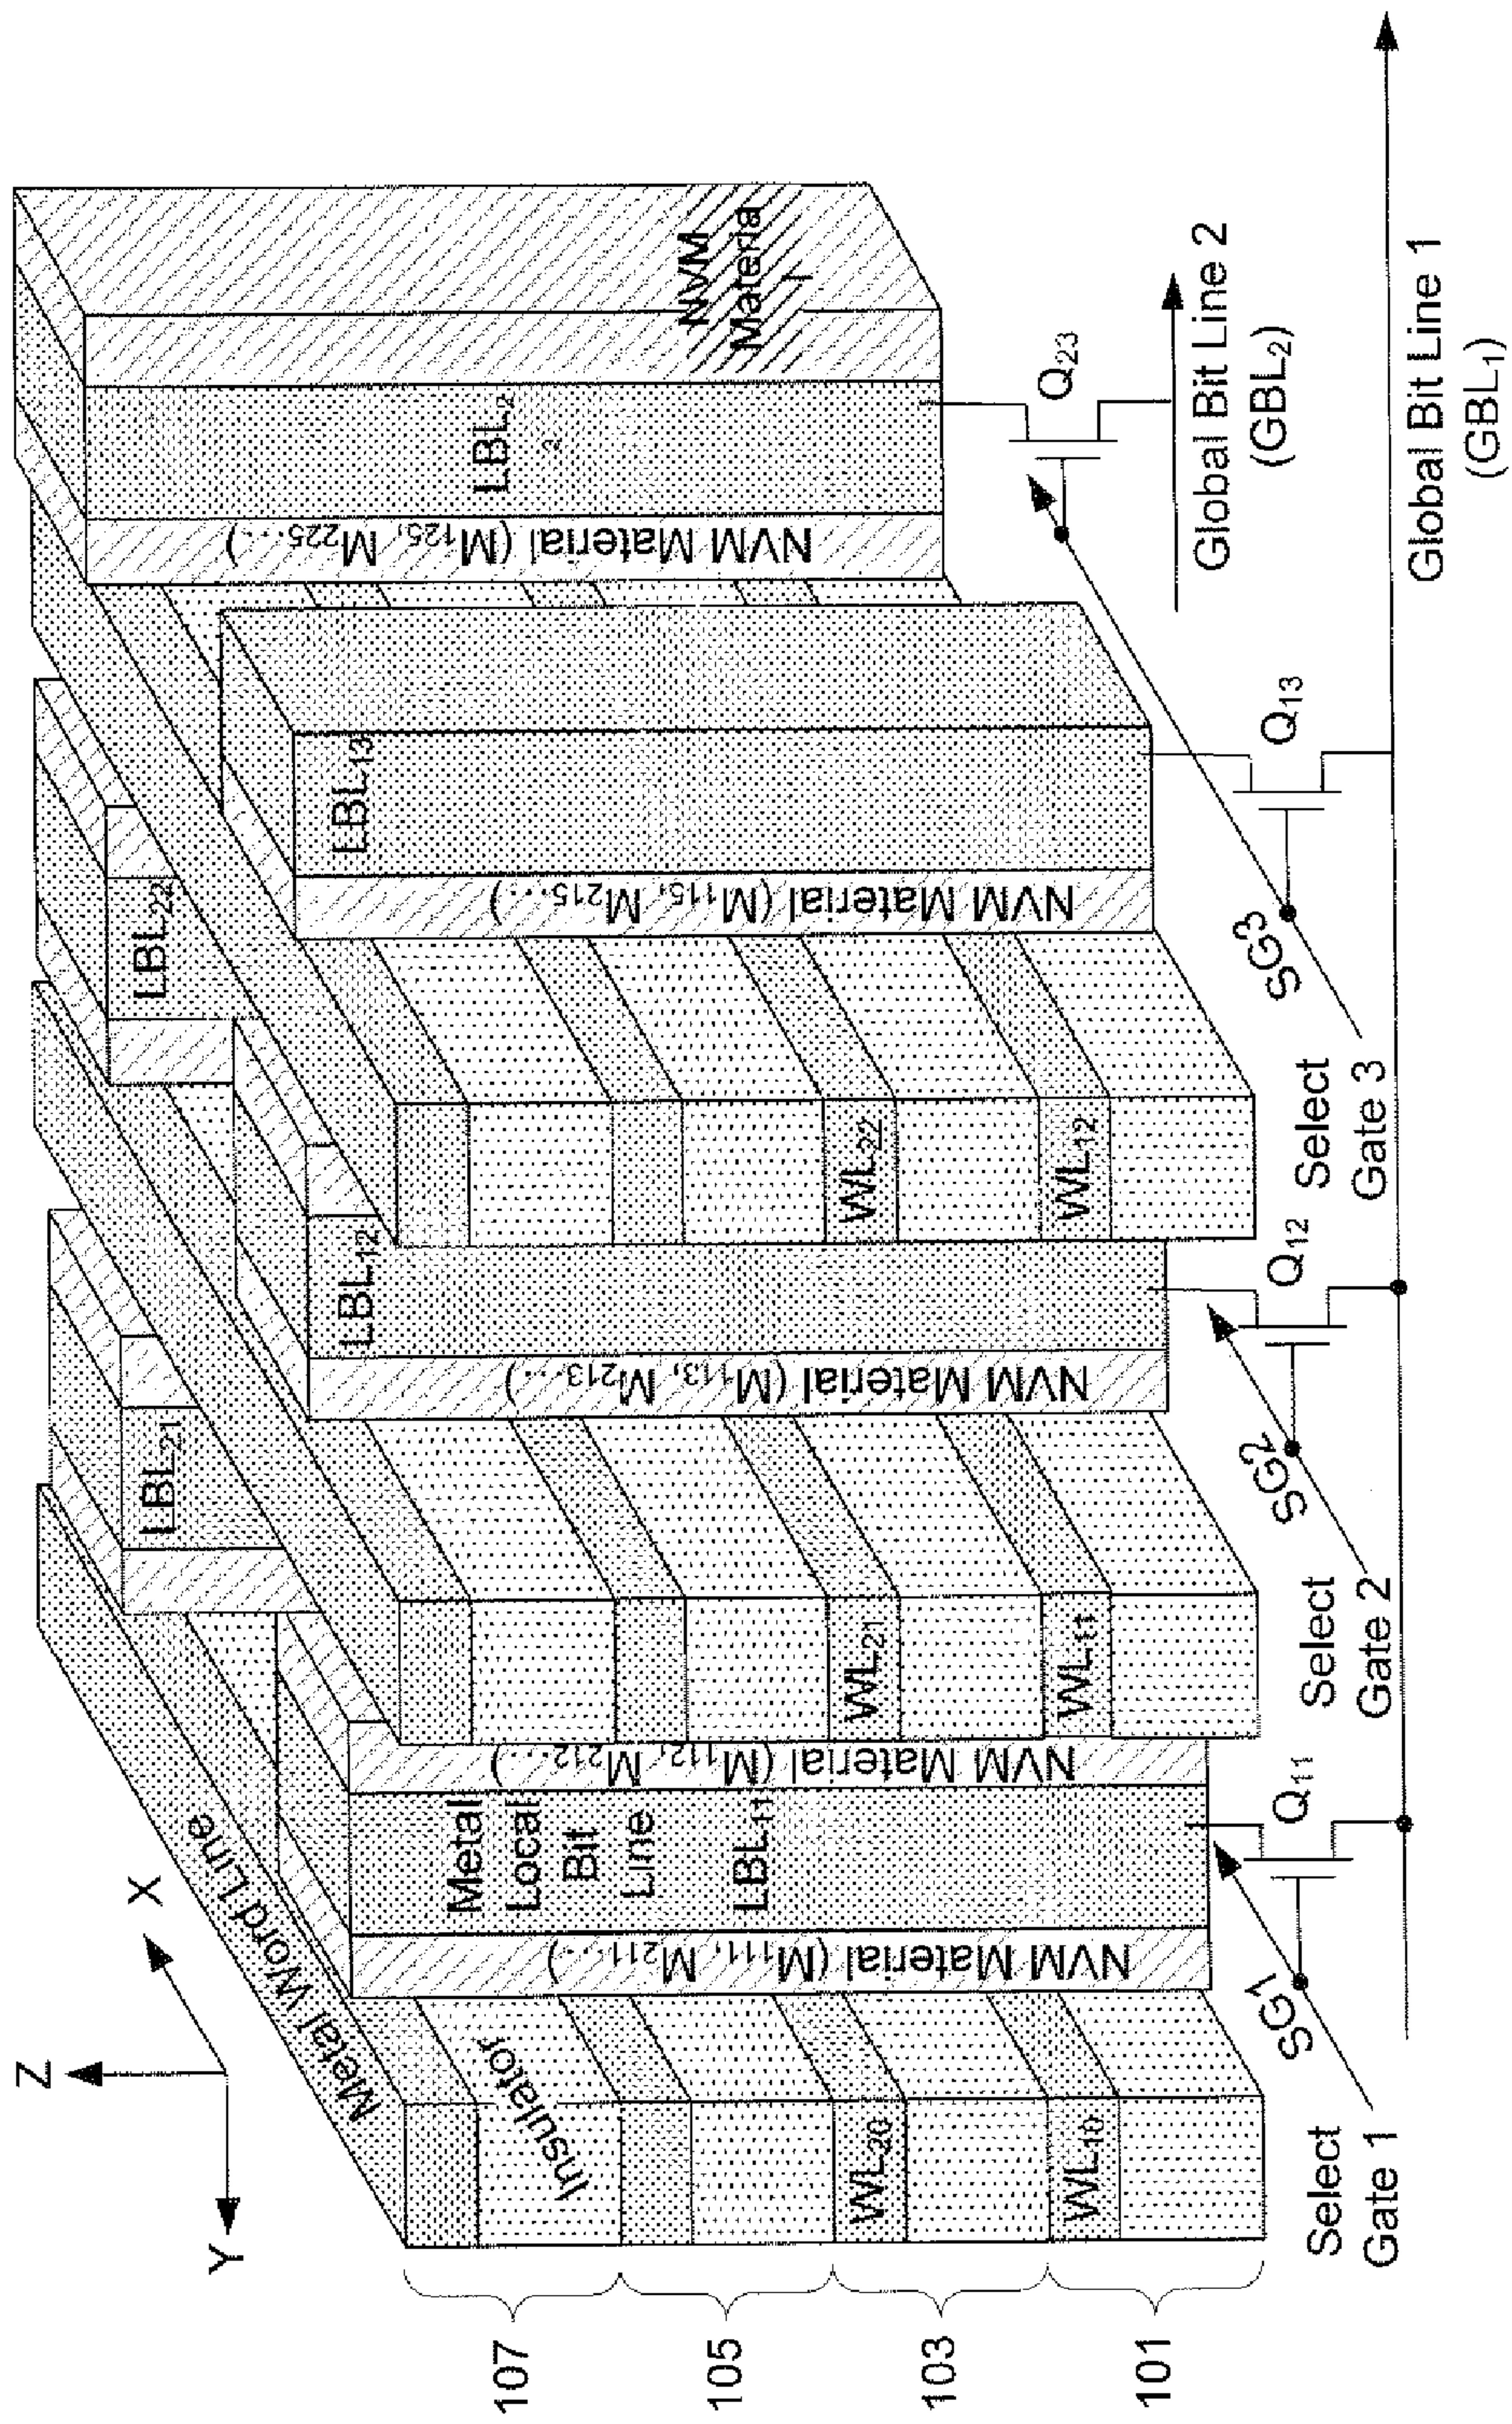 Z
X
Y
Metal Word Line
Insulator
107
105
103
101
WL20
WL10
NVM Material (M111, M211...)
Metal
Local
Bit
Line
LBL11
NVM Material (M112, M212...)
LBL21
WL21
WL11
NVM Material (M113, M213...)
LBL12
LBL22
WL22
WL12
NVM Material (M115, M215...)
LBL13
NVM Material (M125, M225...)
LBL2
2
NVM
Materia
l
SG1
Q11
Select
Gate 1
SG2
Q12
Select
Gate 2
SG3
Q13
Select
Gate 3
Q23
Global Bit Line 2
(GBL2)
Global Bit Line 1
(GBL1)